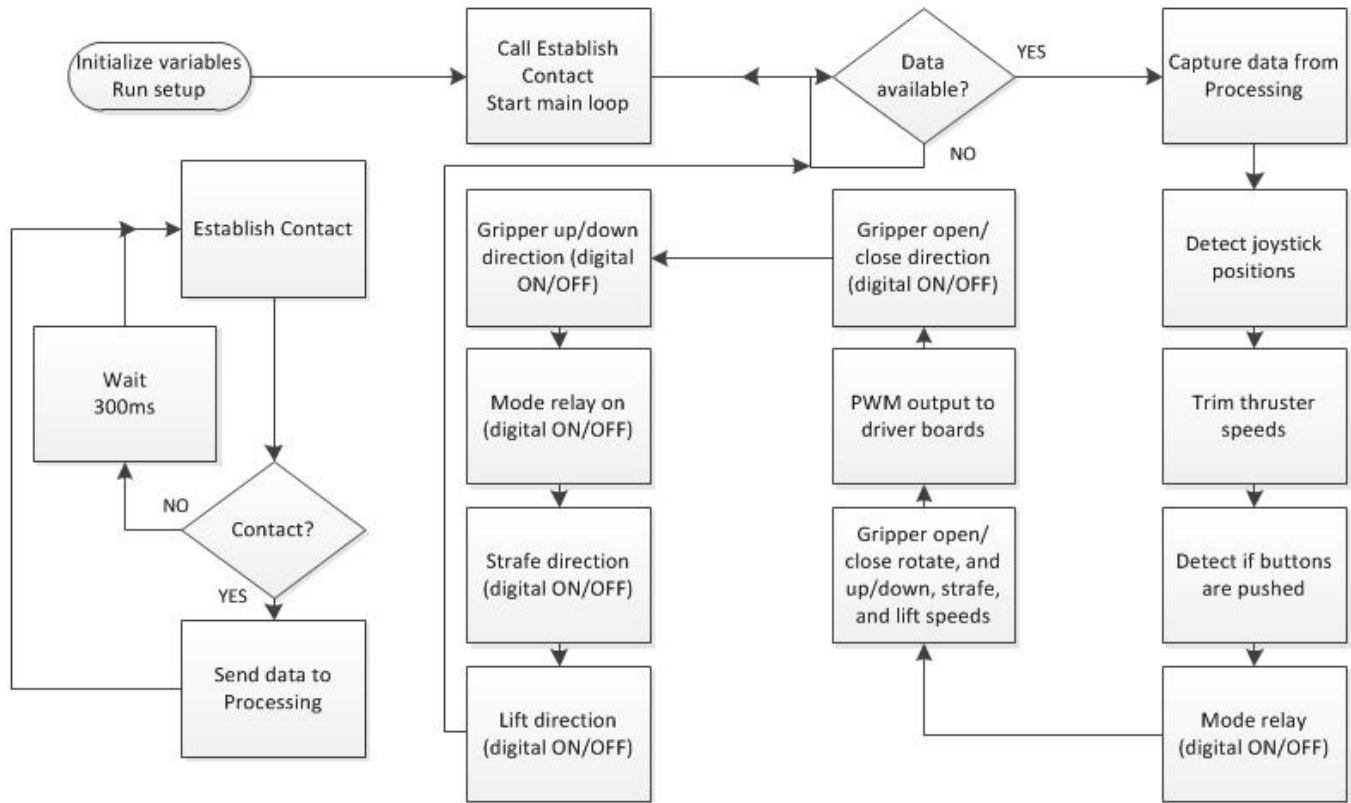 Initialize variables
Run setup
Call Establish
Contact
Start main loop
Data
available?
YES
NO
Capture data from
Processing
Detect joystick
positions
Trim thruster
speeds
Detect if buttons
are pushed
Mode relay
(digital ON/OFF)
Gripper open/
close rotate, and
up/down, strafe,
and lift speeds
PWM output to
driver boards
Gripper open/
close direction
(digital ON/OFF)
Gripper up/down
direction (digital
ON/OFF)
Mode relay on
(digital ON/OFF)
Strafe direction
(digital ON/OFF)
Lift direction
(digital ON/OFF)
Establish Contact
Wait
300ms
NO
Contact?
YES
Send data to
Processing